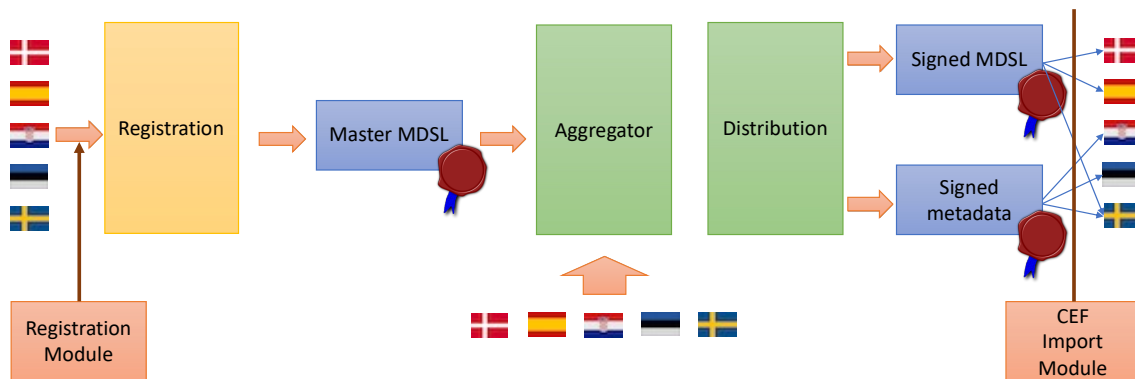 Registration
Master MDSL
Aggregator
Distribution
Signed MDSL
Signed
metadata
Registration
Module
CEF
Import
Module